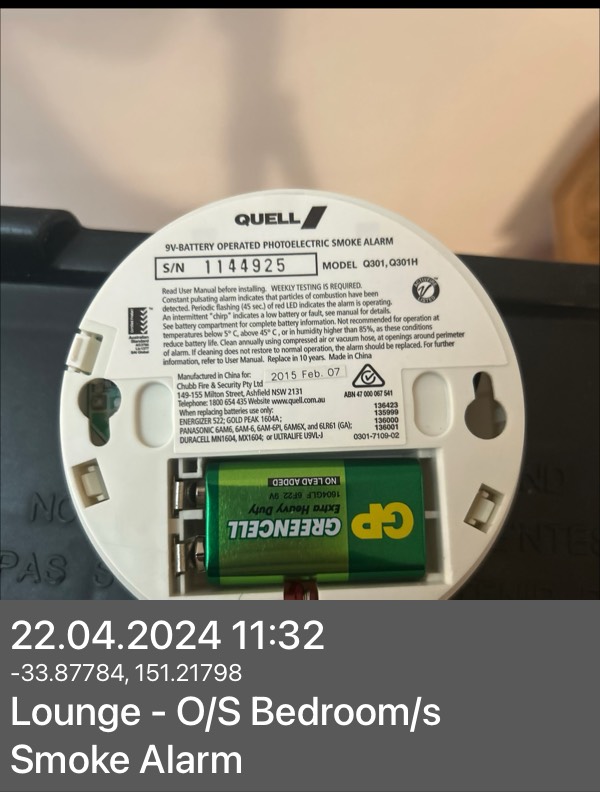 QUELL
9V-BATTERY OPERATED PHOTOELECTRIC SMOKE ALARM
S/N 1144925 MODEL Q301, Q301H
Read User Manual before installing. WEEKLY TESTING IS REQUIRED.
Constant pulsating alarm indicates that particles of combustion have been
detected. Periodic flashing (45 sec.) of red LED indicates the alarm is operating.
An intermittent "chirp" indicates low battery or fault, see manual for details.
See battery compartment for complete battery information. Not recommended for operation at
temperatures below 5° C, above 45° C, or in humidity higher than 85%, as these conditions
reduce battery life. Clean annually using compressed air or vacuum hose, at openings around perimeter
of alarm. If cleaning does not restore to normal operation, the alarm should be replaced. For further
information, refer to User Manual. Replace in 10 years. Made in China
Manufactured in China for: 2015 Feb. 07
Chubb Fire & Security Pty Ltd
149-155 Milton Street, Ashfield NSW 2131
Telephone: 1800 654 435 Website www.quell.com.au
ABN 47 000 067 541
When replacing batteries use only:
ENERGIZER 522; GOLD PEAK 1604A;
PANASONIC 6AM6, 6AM-6, 6AM-6PI, 6AM6X, and 6LR61 (GA);
DURACELL MN1604, MX1604; or ULTRALIFE U9VL-J
136423
135999
136000
136001
0301-7109-02
GP
GREENCELL
Extra Heavy Duty
1604GLF 6F22 9V
NO LEAD ADDED
PAS
22.04.2024 11:32
-33.87784, 151.21798
Lounge - O/S Bedroom/s
Smoke Alarm